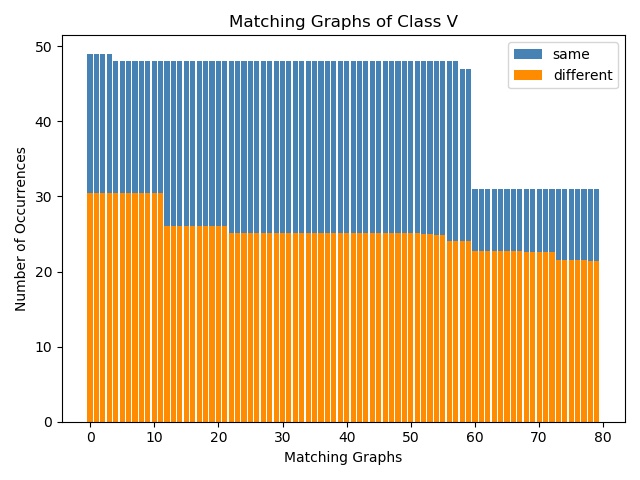 Matching Graphs of Class V
same
different
Number of Occurrences
50
40
30
20
10
0
0 10 20 30 40 50 60 70 80
Matching Graphs